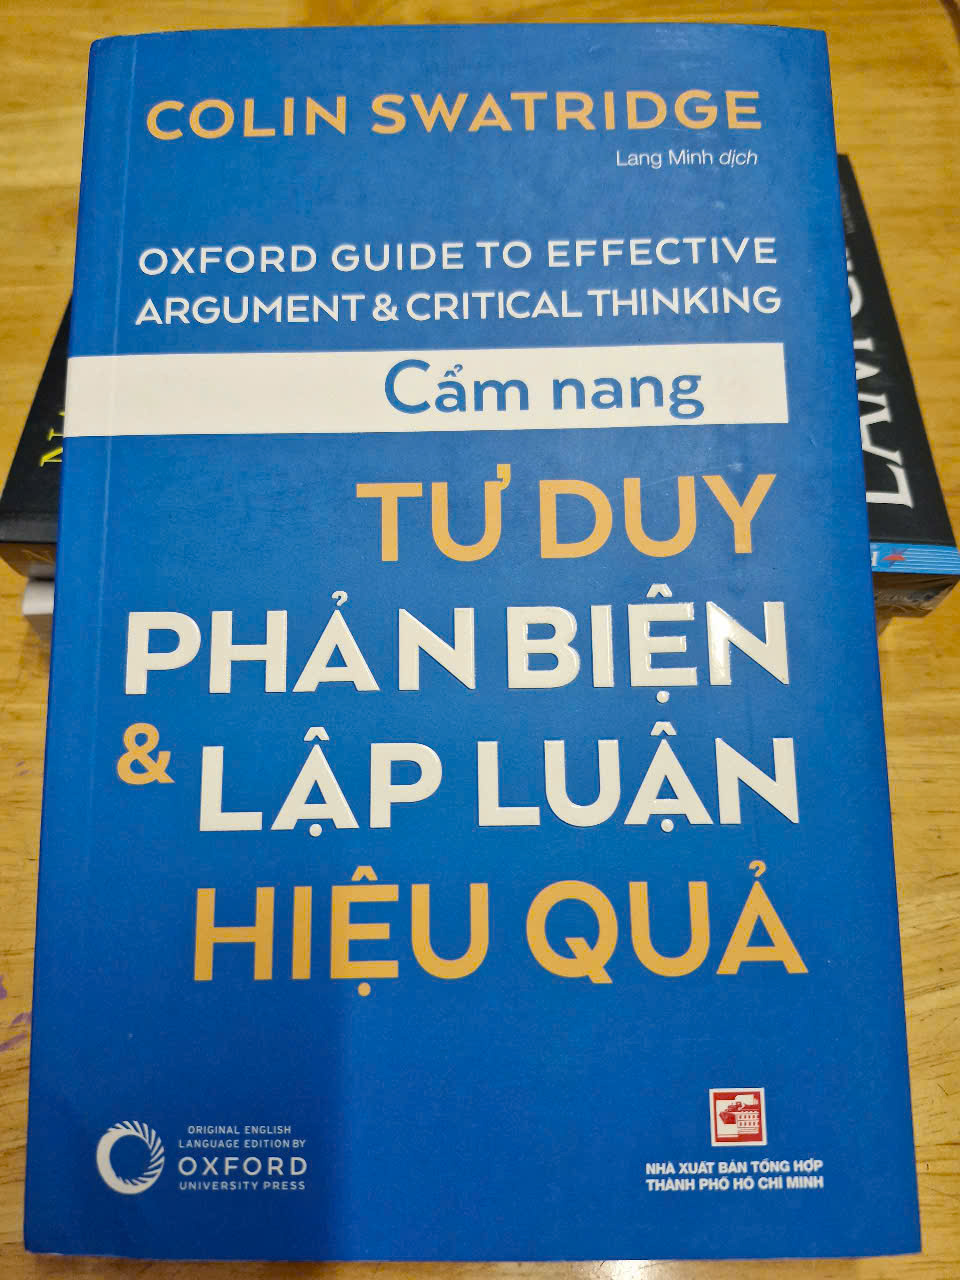 COLIN SWATRIDGE
Lang Minh dịch
OXFORD GUIDE TO EFFECTIVE
ARGUMENT & CRITICAL THINKING
Cẩm nang
TƯ DUY
PHẢN BIỆN
& LẬP LUẬN
HIỆU QUẢ
ORIGINAL ENGLISH
LANGUAGE EDITION BY
OXFORD
UNIVERSITY PRESS
NHÀ XUẤT BẢN TỔNG HỢP
THÀNH PHỐ HỒ CHÍ MINH